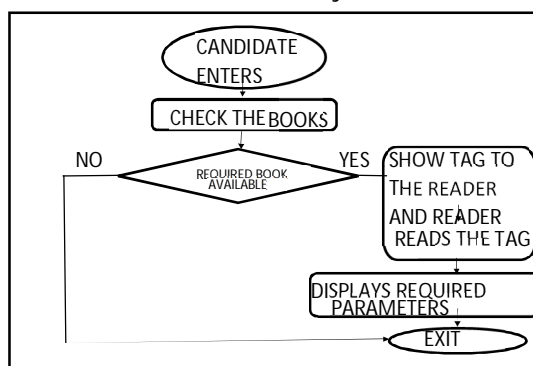 CANDIDATE
ENTERS
CHECK THE BOOKS
NO
REQUIRED BOOK
AVAILABLE
YES
SHOW TAG TO
THE READER
AND READER
READS THE TAG
DISPLAYS REQUIRED
PARAMETERS
EXIT